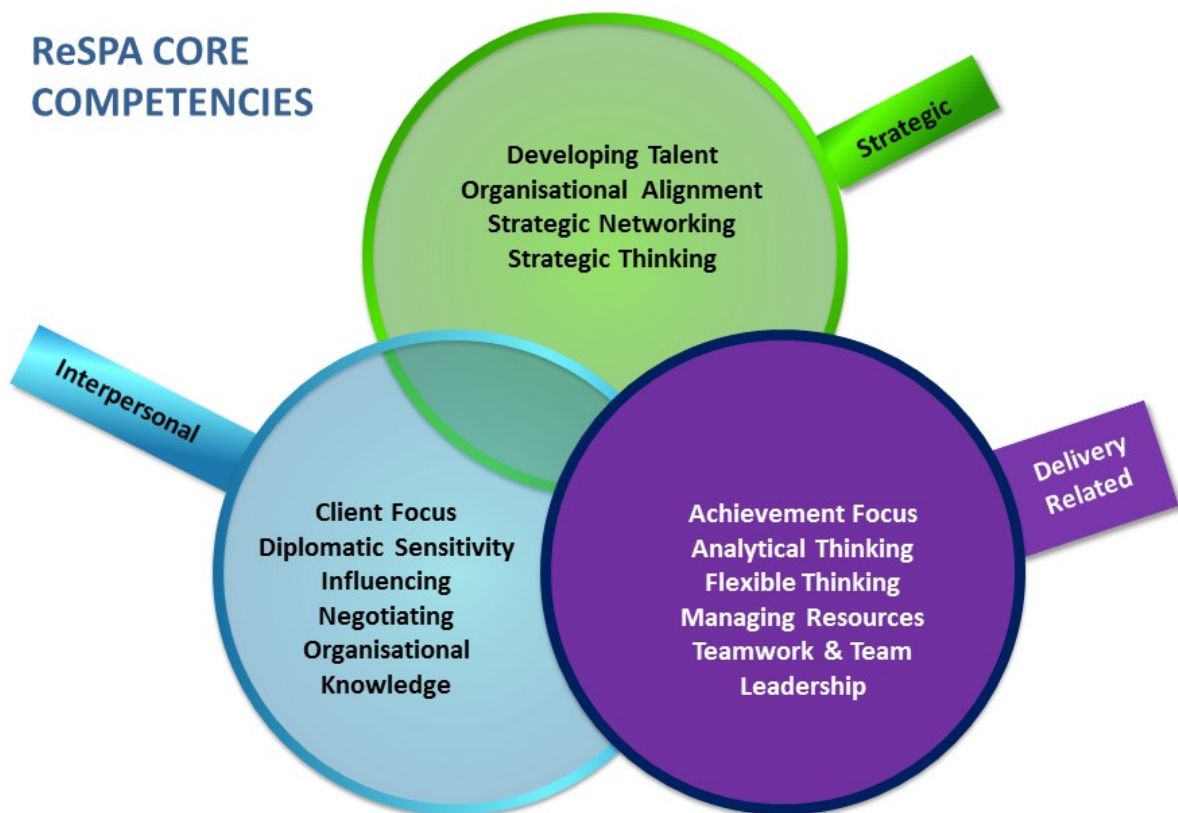 ReSPA CORE
COMPETENCIES
Strategic
Developing Talent
Organisational Alignment
Strategic Networking
Strategic Thinking
Interpersonal
Client Focus
Diplomatic Sensitivity
Influencing
Negotiating
Organisational
Knowledge
Delivery
Related
Achievement Focus
Analytical Thinking
Flexible Thinking
Managing Resources
Teamwork & Team
Leadership